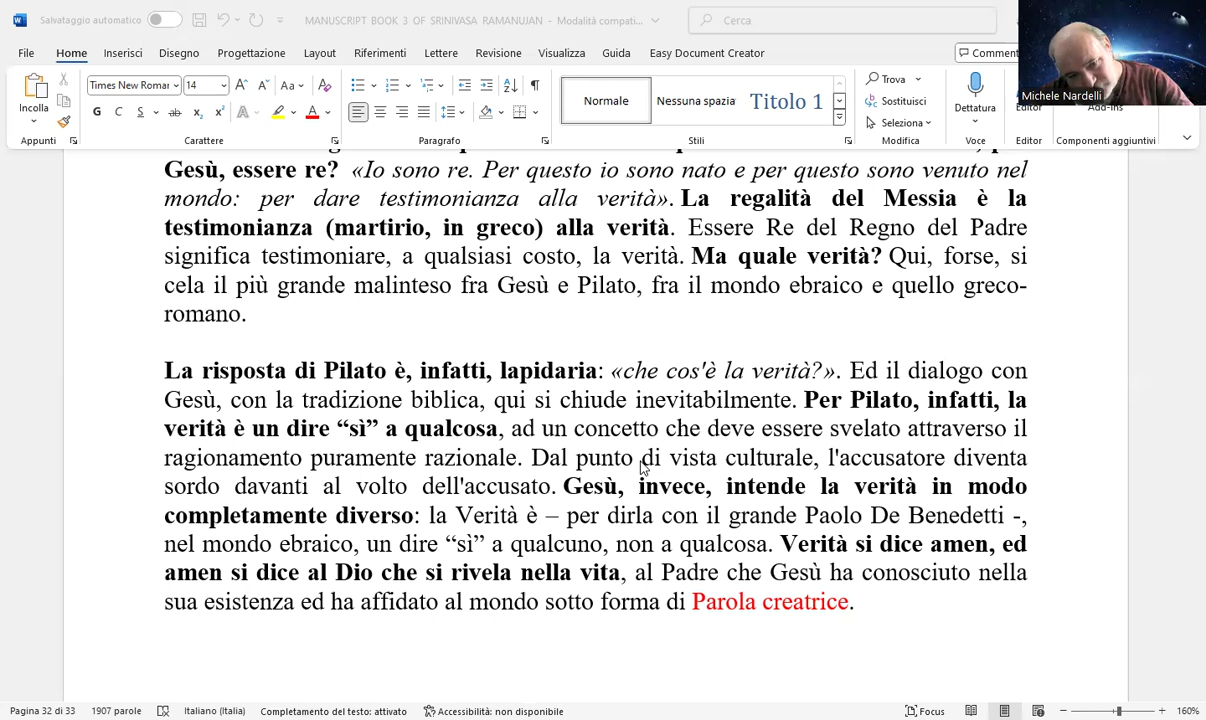 Salvataggio automatico
MANUSCRIPT BOOK 3 OF SRINIVASA RAMANUJAN - Modalità compati...
Cerca
File Home Inserisci Disegno Progettazione Layout Riferimenti Lettere Revisione Visualizza Guida Easy Document Creator
Michele Nardelli
Incolla
Times New Roman 14
Normale Nessuna spazia Titolo 1
Trova
Sostituisci
Seleziona
Dettatura
Editor
G C S ab
Appunti Carattere Paragrafo Stili Modifica Voce Editor Componenti aggiuntivi
Gesù, essere re? «Io sono re. Per questo io sono nato e per questo sono venuto nel
mondo: per dare testimonianza alla verità». La regalità del Messia è la
testimonianza (martirio, in greco) alla verità. Essere Re del Regno del Padre
significa testimoniare, a qualsiasi costo, la verità. Ma quale verità? Qui, forse, si
cela il più grande malinteso fra Gesù e Pilato, fra il mondo ebraico e quello greco-
romano.
La risposta di Pilato è, infatti, lapidaria: «che cos'è la verità?». Ed il dialogo con
Gesù, con la tradizione biblica, qui si chiude inevitabilmente. Per Pilato, infatti, la
verità è un dire “sì” a qualcosa, ad un concetto che deve essere svelato attraverso il
ragionamento puramente razionale. Dal punto di vista culturale, l'accusatore diventa
sordo davanti al volto dell'accusato. Gesù, invece, intende la verità in modo
completamente diverso: la Verità è – per dirla con il grande Paolo De Benedetti -,
nel mondo ebraico, un dire “sì” a qualcuno, non a qualcosa. Verità si dice amen, ed
amen si dice al Dio che si rivela nella vita, al Padre che Gesù ha conosciuto nella
sua esistenza ed ha affidato al mondo sotto forma di Parola creatrice.
Pagina 32 di 33 1907 parole Italiano (Italia) Completamento del testo: attivato Accessibilità: non disponibile Focus 160%